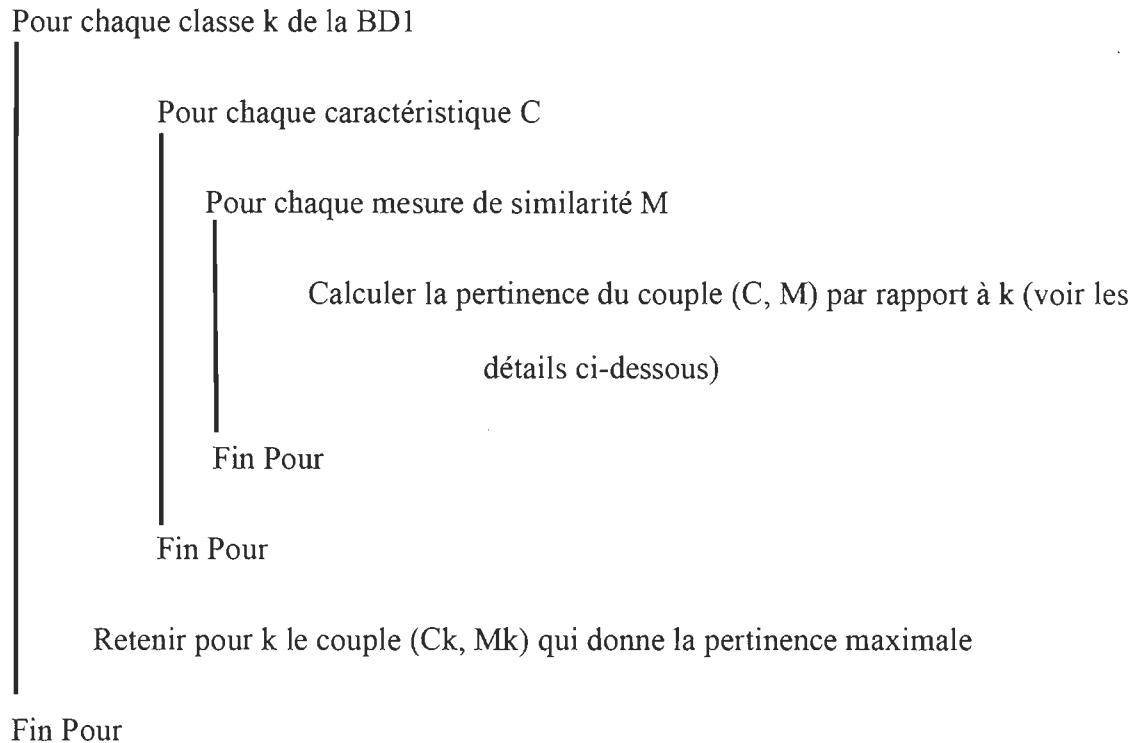 Pour chaque classe k de la BD1
Pour chaque caractéristique C
Pour chaque mesure de similarité M
Calculer la pertinence du couple (C, M) par rapport à k (voir les
détails ci-dessous)
Fin Pour
Fin Pour
Retenir pour k le couple (Ck, Mk) qui donne la pertinence maximale
Fin Pour